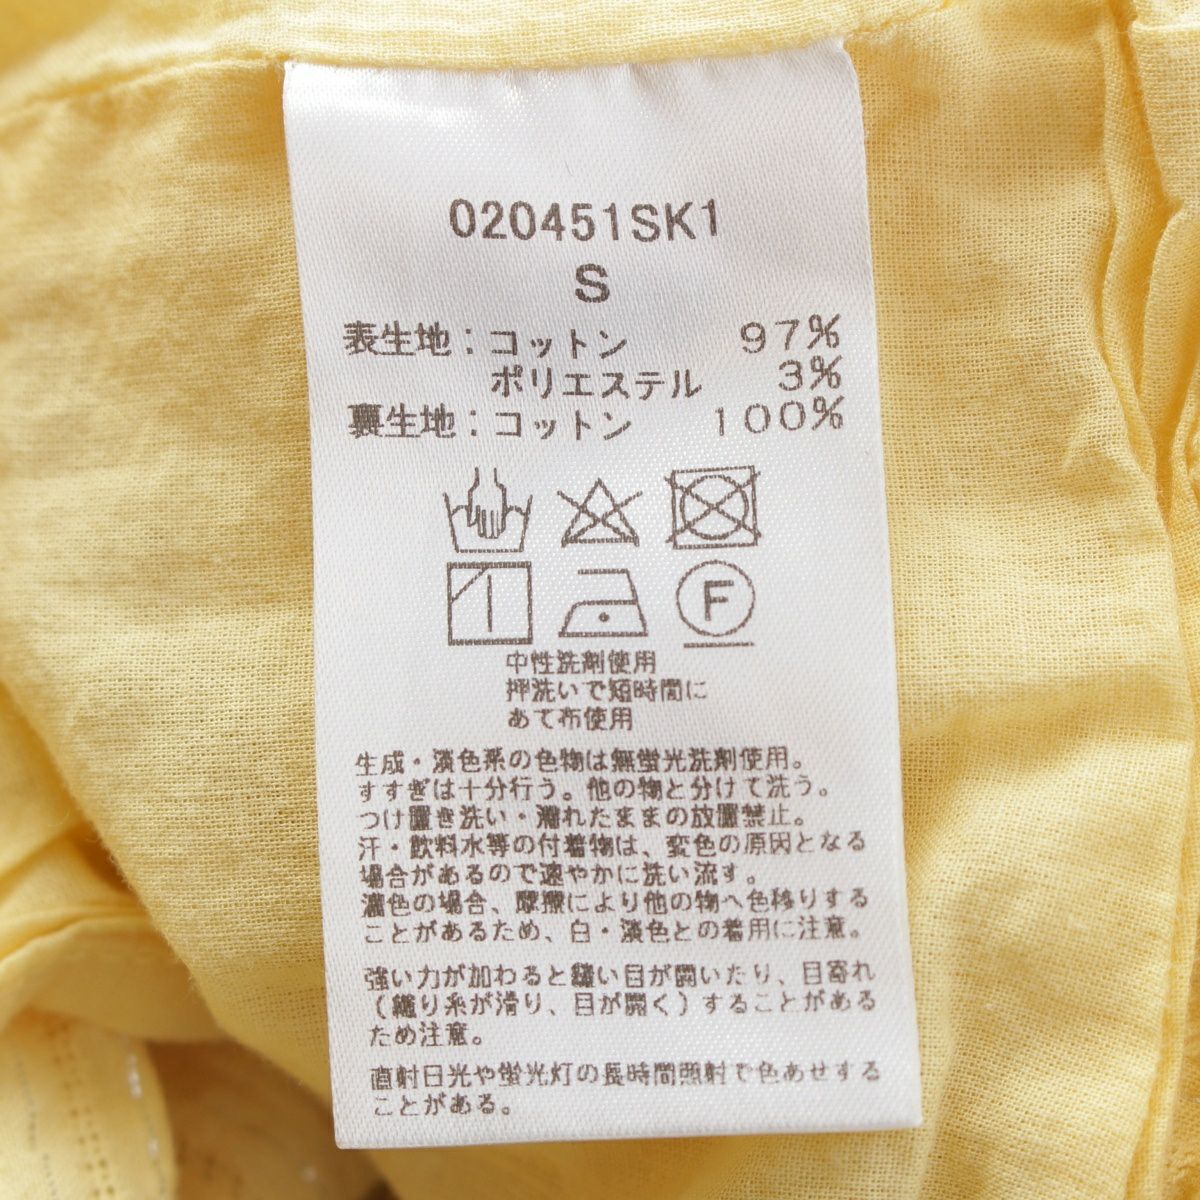 020451SK1
S
表生地：コットン 97%
ポリエステル 3%
裏生地：コットン 100%
F
中性洗剤使用
押洗いで短時間に
あて布使用
生成・淡色系の色物は無蛍光洗剤使用。
すすぎは十分行う。他の物と分けて洗う。
つけ置き洗い・濡れたままの放置禁止。
汗・飲料水等の付着物は、変色の原因となる
場合があるので速やかに洗い流す。
濃色の場合、摩擦により他の物へ色移りする
ことがあるため、白・淡色との着用に注意。
強い力が加わると縫い目が開いたり、目寄れ
（織り糸が滑り、目が開く）することがある
ため注意。
直射日光や蛍光灯の長時間照射で色あせする
ことがある。